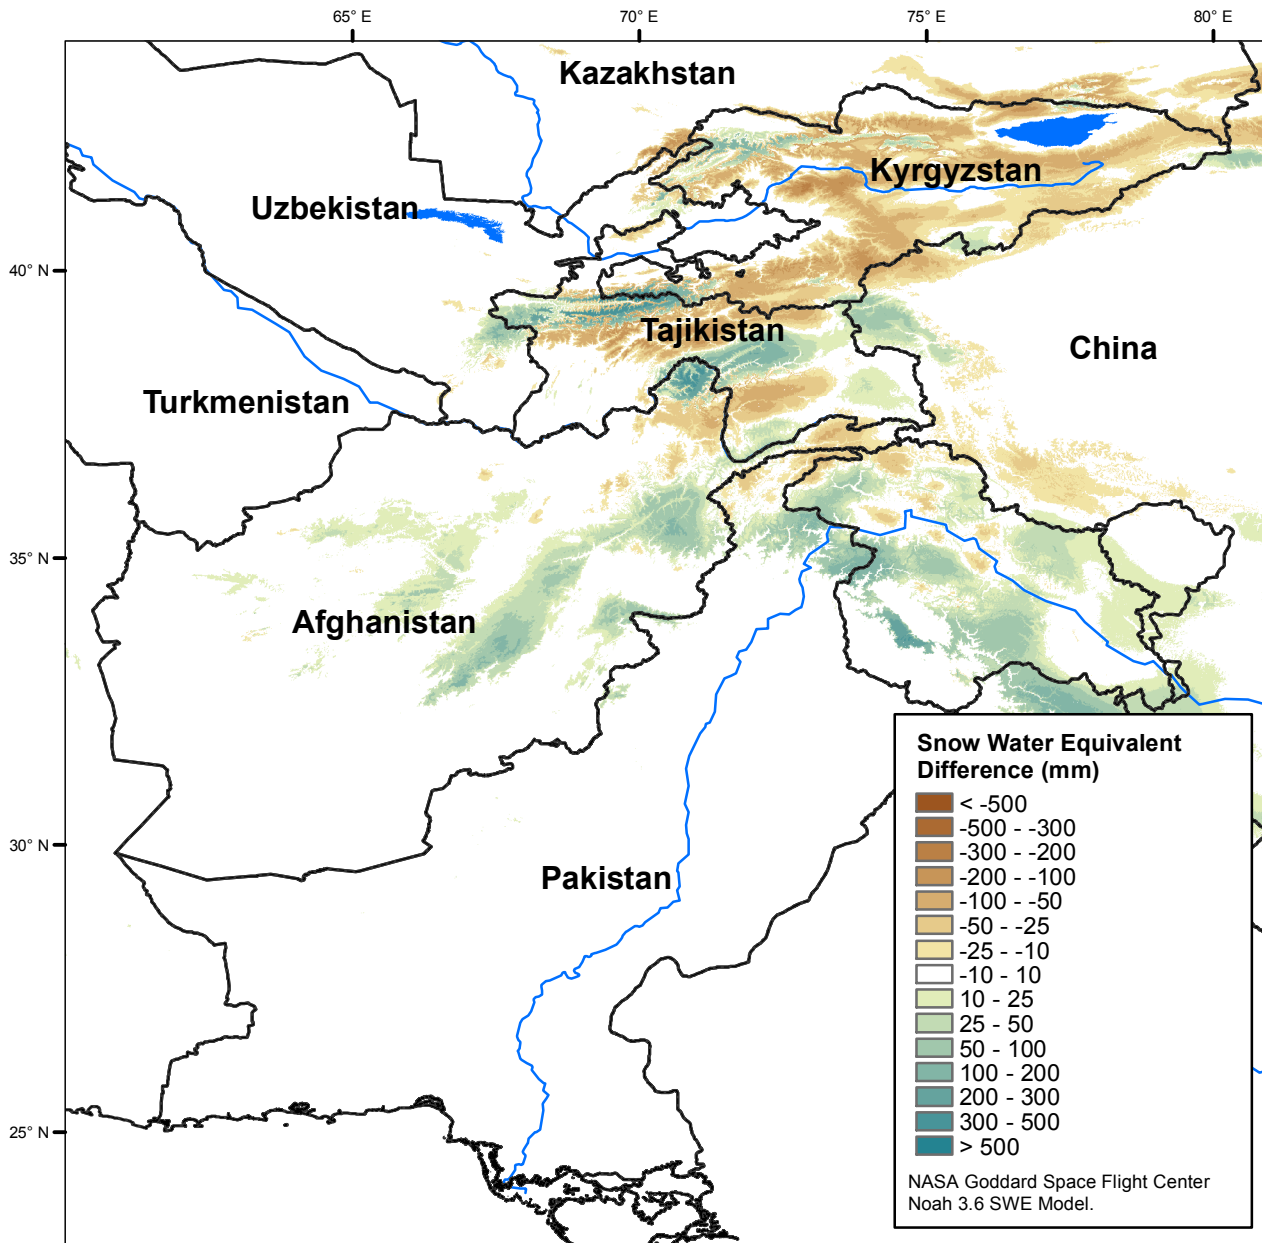 65° E
70° E
75° E
80° E
Kazakhstan
Kyrgyzstan
Uzbekistan
40° N
Tajikistan
China
Turkmenistan
35° N
Afghanistan
30° N
Pakistan
25° N
Snow Water Equivalent
Difference (mm)
< -500
-500 - -300
-300 - -200
-200 - -100
-100 - -50
-50 - -25
-25 - -10
-10 - 10
10 - 25
25 - 50
50 - 100
100 - 200
200 - 300
300 - 500
> 500
NASA Goddard Space Flight Center
Noah 3.6 SWE Model.